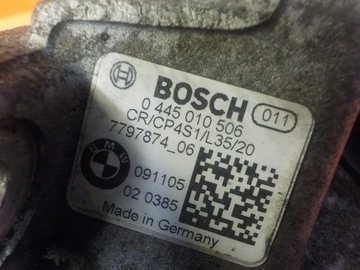 BOSCH 011
0 445 010 506
CR/CP4S1/L35/20
7797874_06
BMW
091105
02 0385
Made in Germany